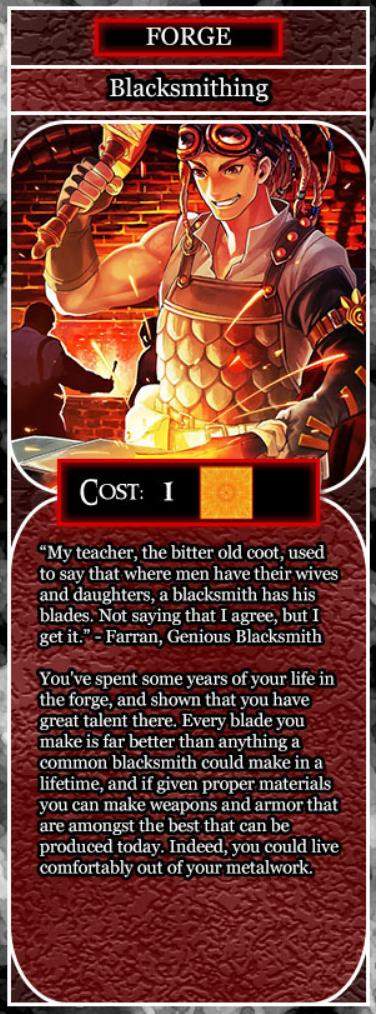 FORGE
Blacksmithing
COST: 1
“My teacher, the bitter old coot, used
to say that where men have their wives
and daughters, a blacksmith has his
blades. Not saying that I agree, but I
get it.” - Farran, Genious Blacksmith
You've spent some years of your life in
the forge, and shown that you have
great talent there. Every blade you
make is far better than anything a
common blacksmith could make in a
lifetime, and if given proper materials
you can make weapons and armor that
are amongst the best that can be
produced today. Indeed, you could live
comfortably out of your metalwork.